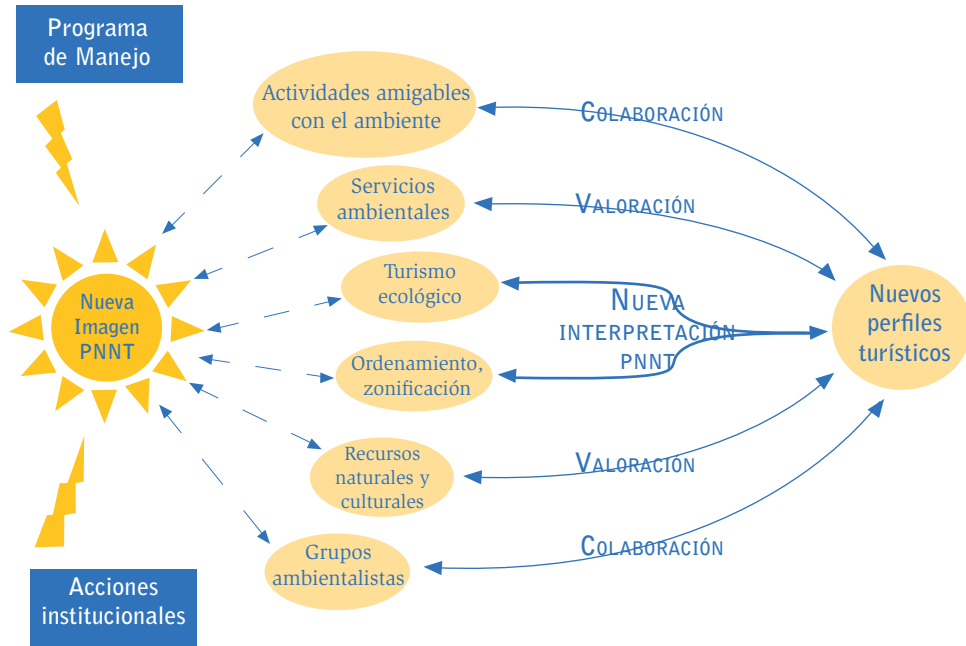 Programa
de Manejo
Actividades amigables
con el ambiente
COLABORACIÓN
Servicios
ambientales
VALORACIÓN
Turismo
ecológico
NUEVA
INTERPRETACIÓN
PNNT
Nueva
Imagen
PNNT
Nuevos
perfiles
turísticos
Ordenamiento,
zonificación
Recursos
naturales y
culturales
VALORACIÓN
Grupos
ambientalistas
COLABORACIÓN
Acciones
institucionales